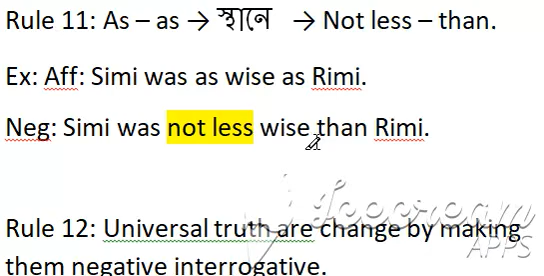 Rule 11: As – as → স্থানে → Not less – than.
Ex: Aff: Simi was as wise as Rimi.
Neg: Simi was not less wise than Rimi.
Rule 12: Universal truth are change by making
them negative interrogative.
APPS